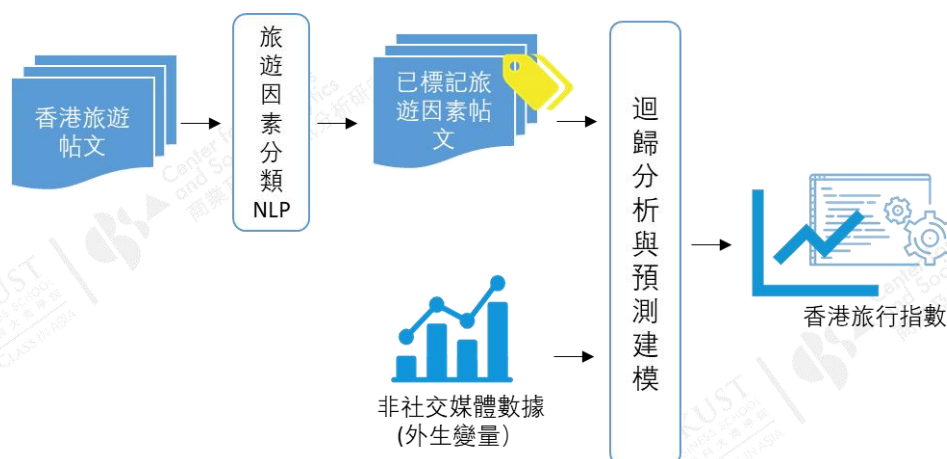 香港旅遊
帖文
旅
遊
因
素
分
類
NLP
已標記旅
遊因素帖
文
迴
歸
分
析
與
預
測
建
模
香港旅行指數
非社交媒體數據
(外生變量）